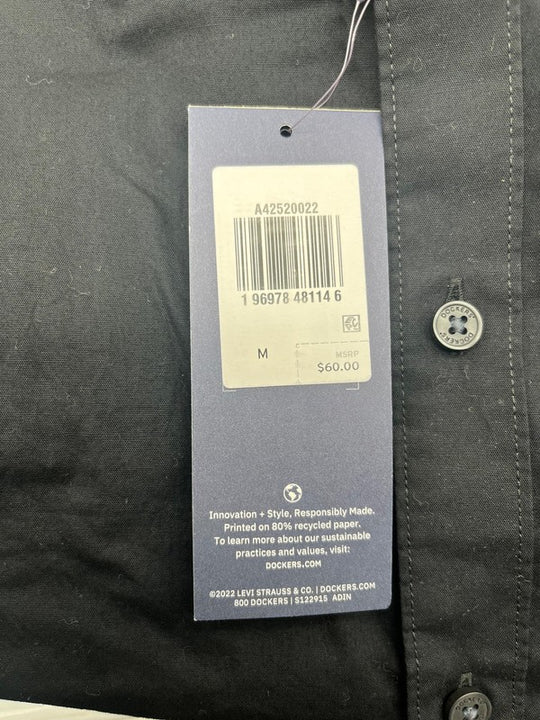 A42520022
1 96978 48114 6
M
MSRP
$60.00
Innovation + Style, Responsibly Made.
Printed on 80% recycled paper.
To learn more about our sustainable
practices and values, visit:
DOCKERS.COM
©2022 LEVI STRAUSS & CO. | DOCKERS.COM
800 DOCKERS | S122915 ADIN
DOCKERS®
DOCKERS®